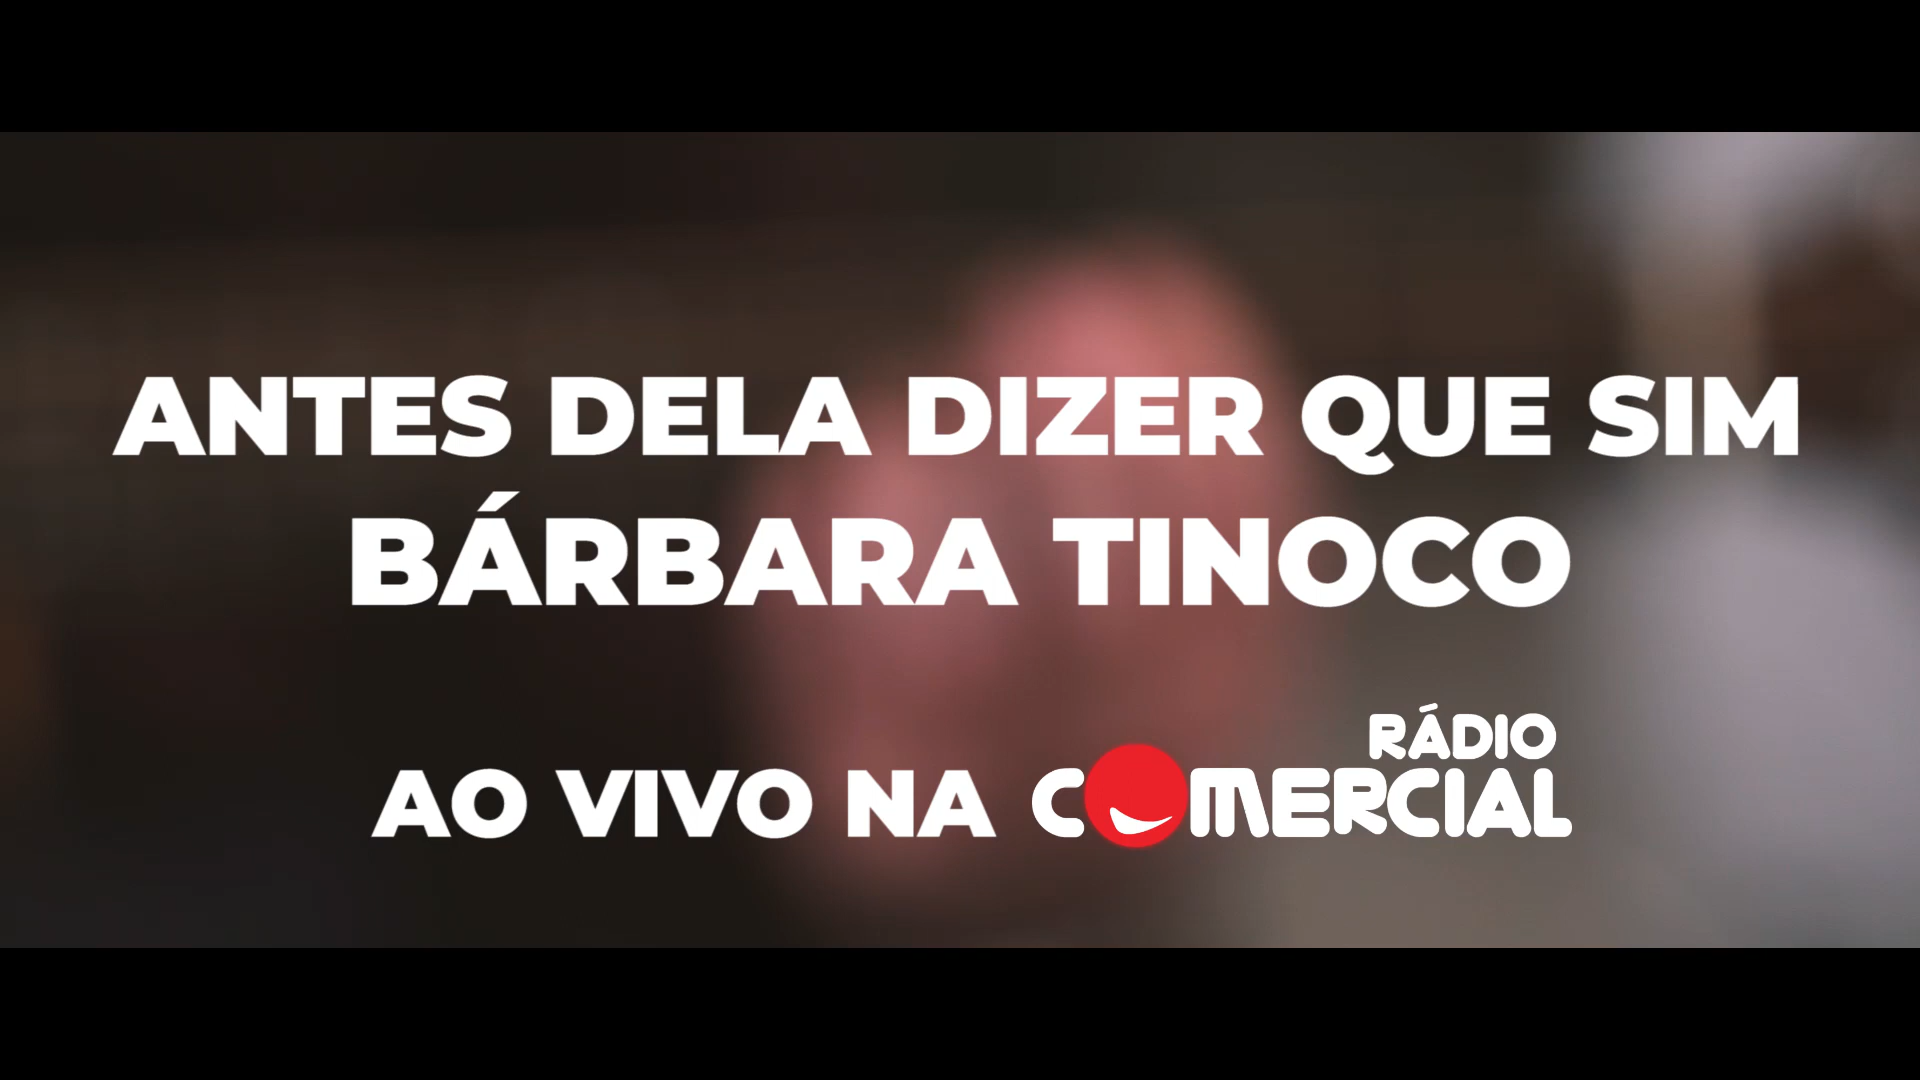 ANTES DELA DIZER QUE SIM
BÁRBARA TINOCO
AO VIVO NA RÁDIO COMERCIAL